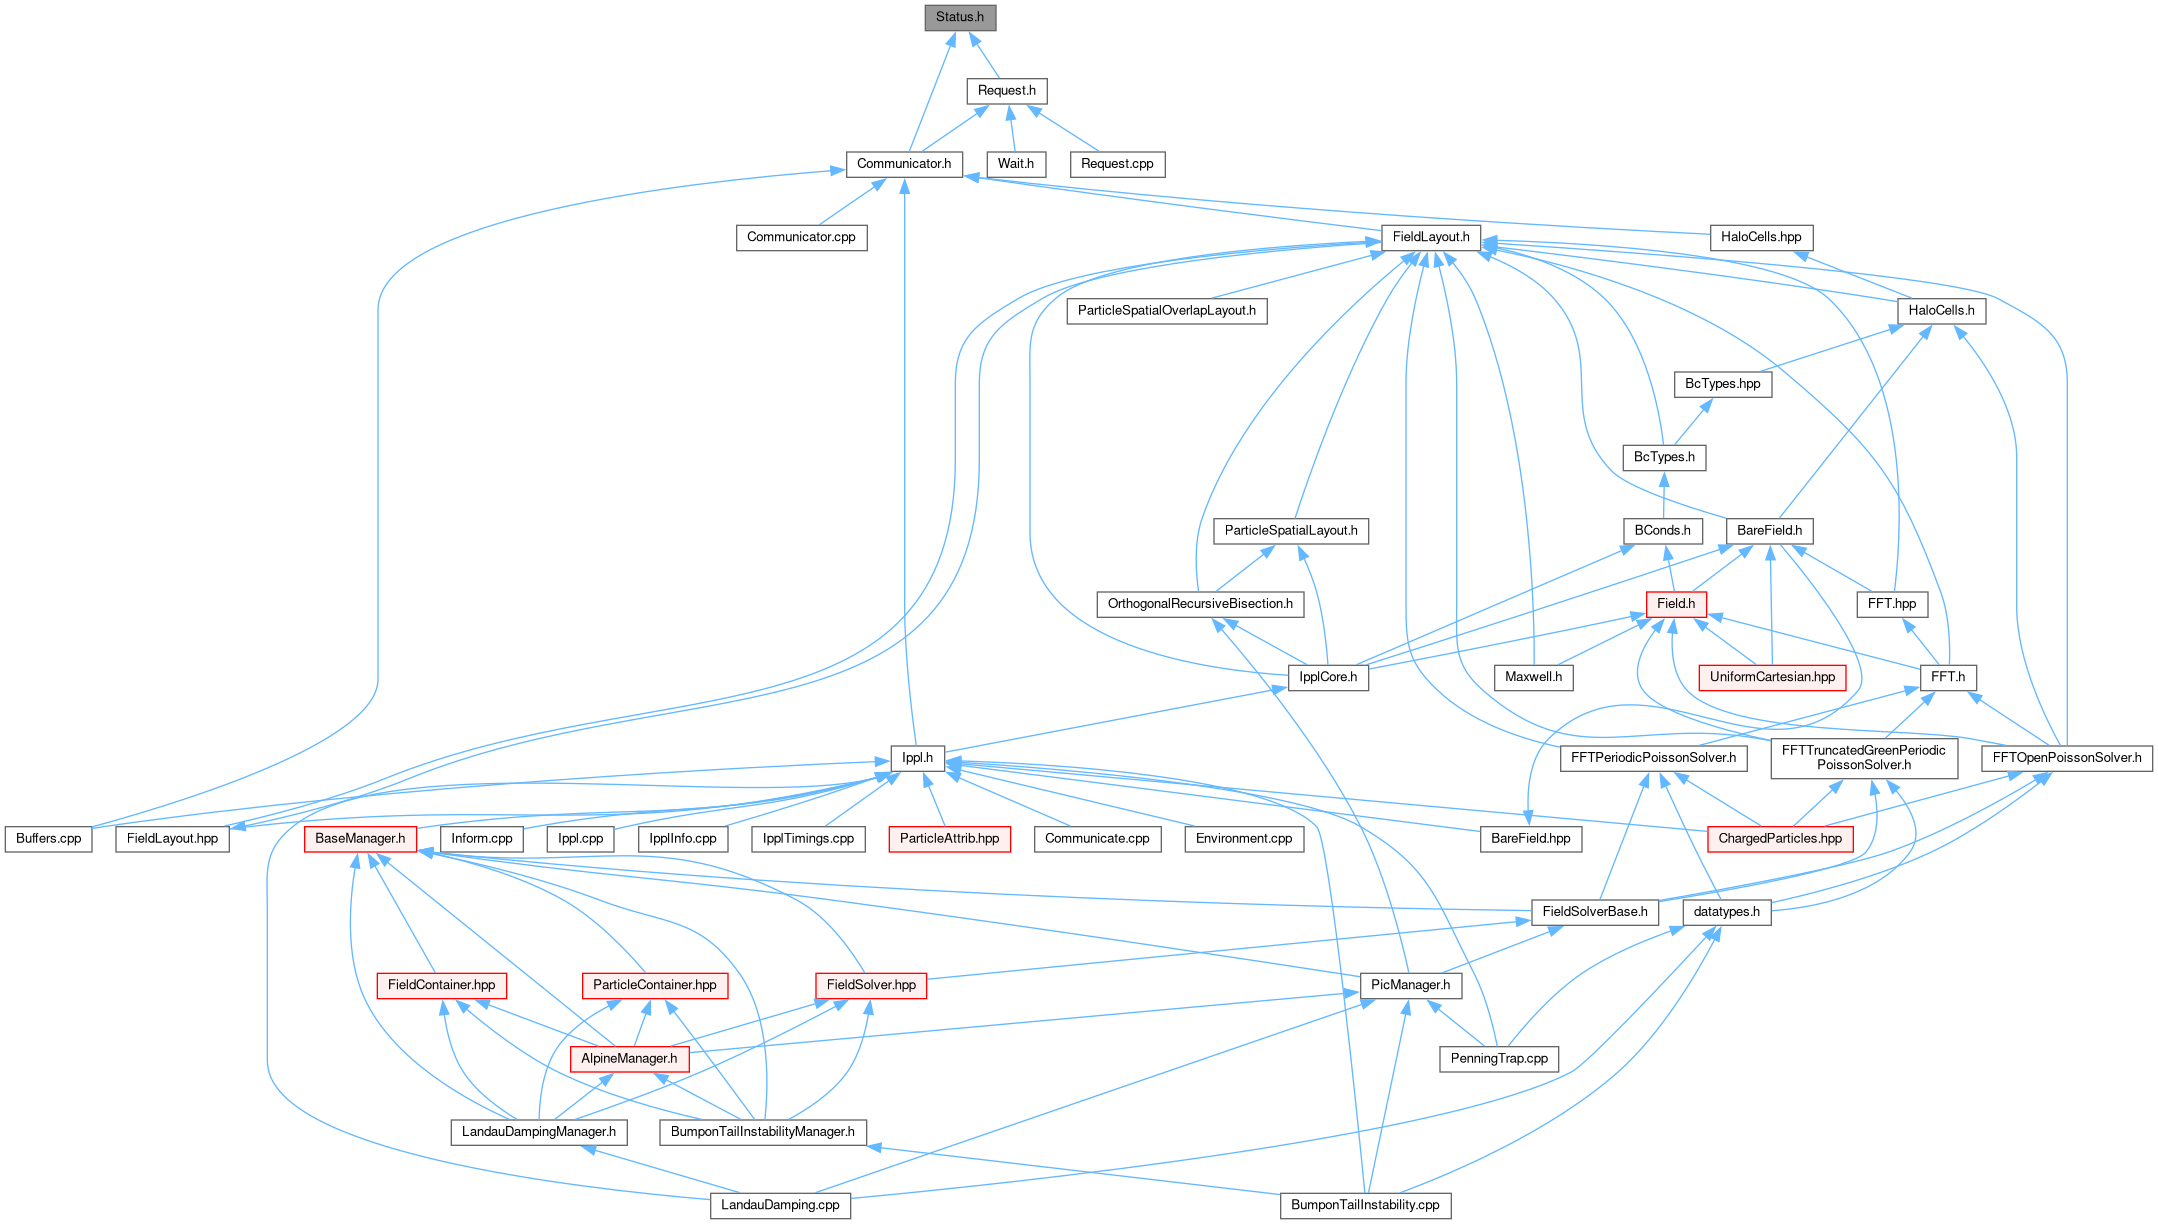 Status.h
Request.h
Communicator.h
Wait.h
Request.cpp
Communicator.cpp
FieldLayout.h
HaloCells.hpp
ParticleSpatialOverlapLayout.h
HaloCells.h
BcTypes.hpp
BcTypes.h
ParticleSpatialLayout.h
BConds.h
BareField.h
OrthogonalRecursiveBisection.h
Field.h
FFT.hpp
IpplCore.h
Maxwell.h
UniformCartesian.hpp
FFT.h
Ippl.h
FFTPeriodicPoissonSolver.h
FFTTruncatedGreenPeriodic
PoissonSolver.h
FFTOpenPoissonSolver.h
Buffers.cpp
FieldLayout.hpp
BaseManager.h
Inform.cpp
Ippl.cpp
IpplInfo.cpp
IpplTimings.cpp
ParticleAttrib.hpp
Communicate.cpp
Environment.cpp
BareField.hpp
ChargedParticles.hpp
FieldSolverBase.h
datatypes.h
FieldContainer.hpp
ParticleContainer.hpp
FieldSolver.hpp
PicManager.h
AlpineManager.h
PenningTrap.cpp
LandauDampingManager.h
BumponTailInstabilityManager.h
LandauDamping.cpp
BumponTailInstability.cpp